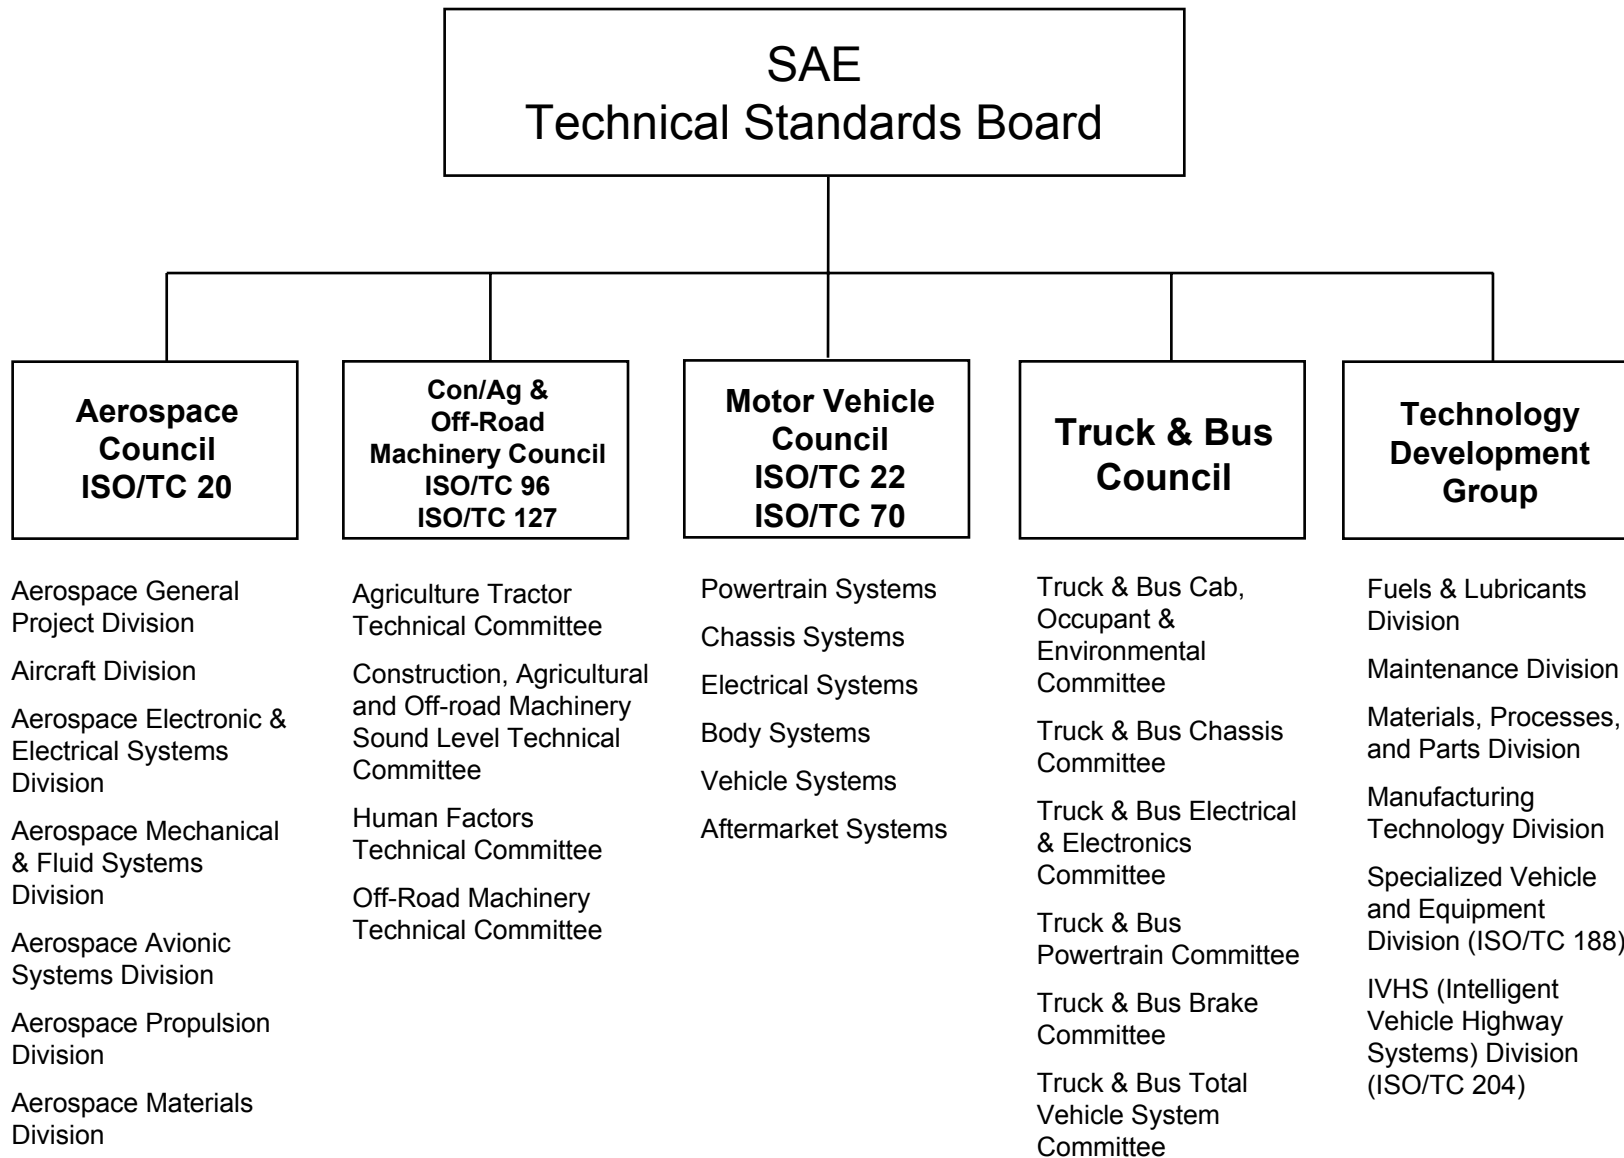 SAE
Technical Standards Board
Aerospace
Council
ISO/TC 20
Con/Ag &
Off-Road
Machinery Council
ISO/TC 96
ISO/TC 127
Motor Vehicle
Council
ISO/TC 22
ISO/TC 70
Truck & Bus
Council
Technology
Development
Group
Aerospace General
Project Division
Aircraft Division
Aerospace Electronic &
Electrical Systems
Division
Aerospace Mechanical
& Fluid Systems
Division
Aerospace Avionic
Systems Division
Aerospace Propulsion
Division
Aerospace Materials
Division
Agriculture Tractor
Technical Committee
Construction, Agricultural
and Off-road Machinery
Sound Level Technical
Committee
Human Factors
Technical Committee
Off-Road Machinery
Technical Committee
Powertrain Systems
Chassis Systems
Electrical Systems
Body Systems
Vehicle Systems
Aftermarket Systems
Truck & Bus Cab,
Occupant &
Environmental
Committee
Truck & Bus Chassis
Committee
Truck & Bus Electrical
& Electronics
Committee
Truck & Bus
Powertrain Committee
Truck & Bus Brake
Committee
Truck & Bus Total
Vehicle System
Committee
Fuels & Lubricants
Division
Maintenance Division
Materials, Processes,
and Parts Division
Manufacturing
Technology Division
Specialized Vehicle
and Equipment
Division (ISO/TC 188)
IVHS (Intelligent
Vehicle Highway
Systems) Division
(ISO/TC 204)